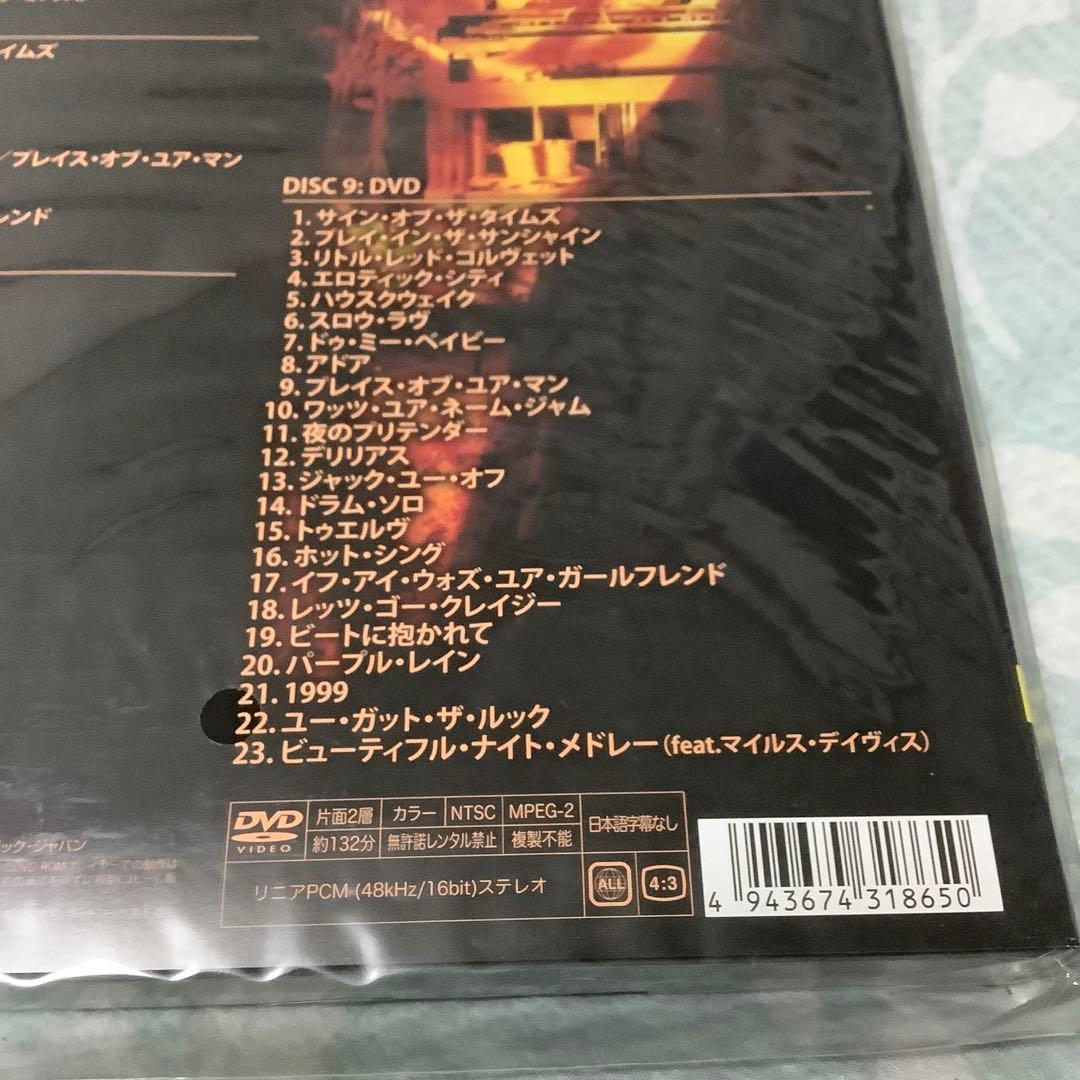 イムズ
／プレイス・オブ・ユア・マン
レンド
DISC 9: DVD
1. サイン・オブ・ザ・タイムズ
2. プレイ・イン・ザ・サンシャイン
3. リトル・レッド・コルヴェット
4. エロティック・シティ
5. ハウスクウェイク
6. スロウ・ラヴ
7. ドゥ・ミー・ベイビー
8. アドア
9. プレイス・オブ・ユア・マン
10. ワッツ・ユア・ネーム・ジャム
11. 夜のプリテンダー
12. デリリアス
13. ジャック・ユー・オフ
14. ドラム・ソロ
15. トゥエルヴ
16. ホット・シング
17. イフ・アイ・ウォズ・ユア・ガールフレンド
18. レッツ・ゴー・クレイジー
19. ビートに抱かれて
20. パープル・レイン
21. 1999
22. ユー・ガット・ザ・ルック
23. ビューティフル・ナイト・メドレー（feat.マイルス・デイヴィス）
DVD VIDEO 片面2層 カラー NTSC MPEG-2 日本語字幕なし
約132分 無許諾レンタル禁止 複製不能
リニアPCM (48kHz/16bit)ステレオ ALL 4:3
4 943674 318650
ック・ジャパン